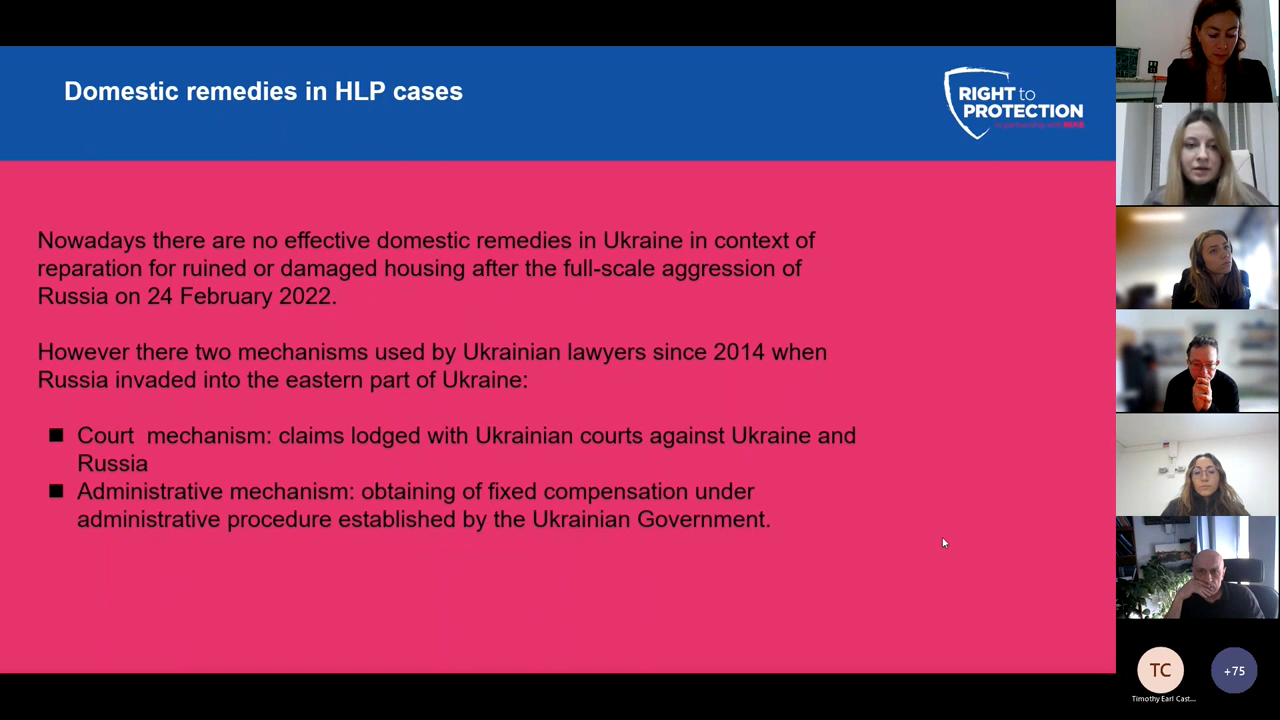 Domestic remedies in HLP cases
RIGHT to
PROTECTION
in partnership with HIAS
Nowadays there are no effective domestic remedies in Ukraine in context of
reparation for ruined or damaged housing after the full-scale aggression of
Russia on 24 February 2022.
However there two mechanisms used by Ukrainian lawyers since 2014 when
Russia invaded into the eastern part of Ukraine:
Court mechanism: claims lodged with Ukrainian courts against Ukraine and
Russia
Administrative mechanism: obtaining of fixed compensation under
administrative procedure established by the Ukrainian Government.
TC
+75
Timothy Earl Cast...